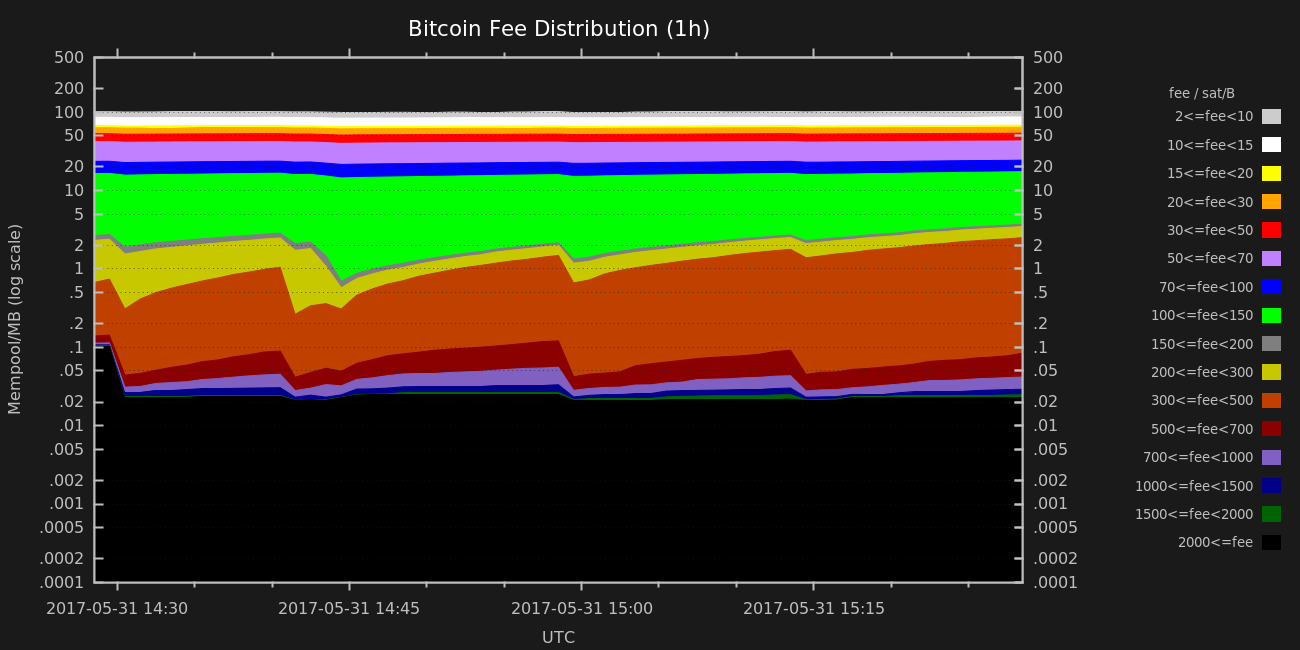 Bitcoin Fee Distribution (1h)
Mempool/MB (log scale)
500
200
100
50
20
10
5
2
1
.5
.2
.1
.05
.02
.01
.005
.002
.001
.0005
.0002
.0001
500
200
100
50
20
10
5
2
1
.5
.2
.1
.05
.02
.01
.005
.002
.001
.0005
.0002
.0001
fee / sat/B
2<=fee<10
10<=fee<15
15<=fee<20
20<=fee<30
30<=fee<50
50<=fee<70
70<=fee<100
100<=fee<150
150<=fee<200
200<=fee<300
300<=fee<500
500<=fee<700
700<=fee<1000
1000<=fee<1500
1500<=fee<2000
2000<=fee
2017-05-31 14:30 2017-05-31 14:45 2017-05-31 15:00 2017-05-31 15:15
UTC